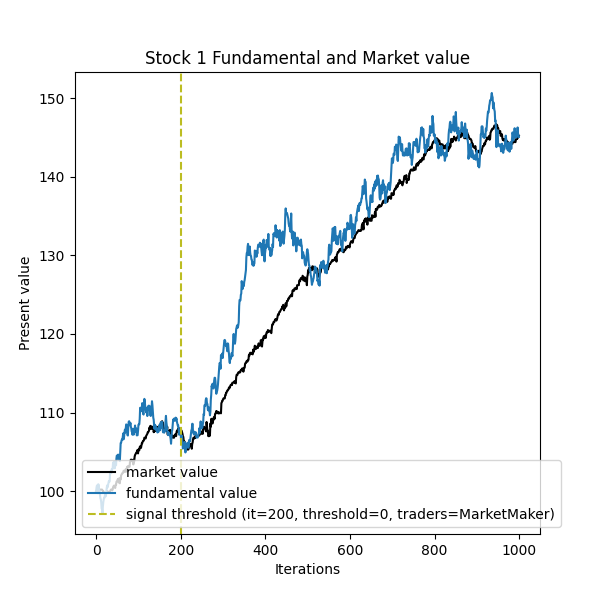 Stock 1 Fundamental and Market value
150
140
130
120
110
100
Present value
market value
fundamental value
signal threshold (it=200, threshold=0, traders=MarketMaker)
0 200 400 600 800 1000
Iterations